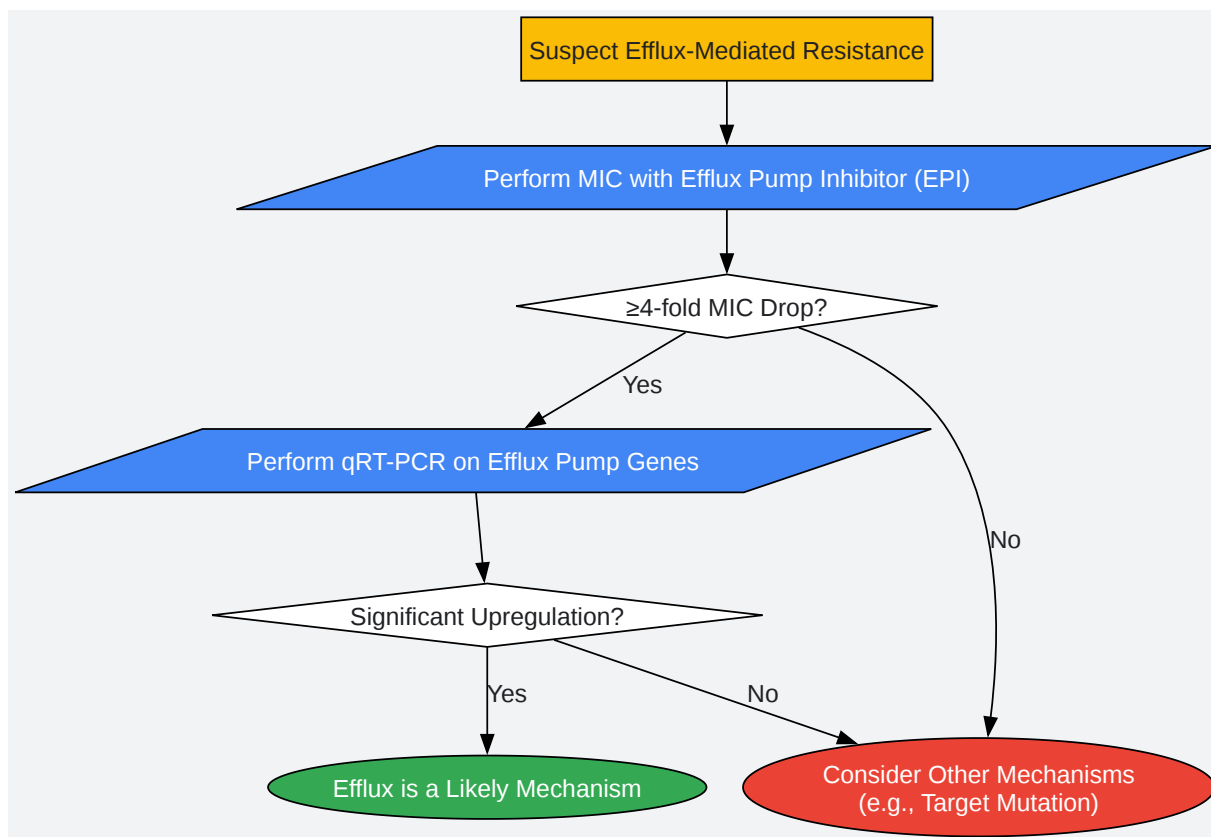 Suspect Efflux-Mediated Resistance
Perform MIC with Efflux Pump Inhibitor (EPI)
≥4-fold MIC Drop?
Yes
Perform qRT-PCR on Efflux Pump Genes
No
Significant Upregulation?
Yes
No
Efflux is a Likely Mechanism
Consider Other Mechanisms
(e.g., Target Mutation)